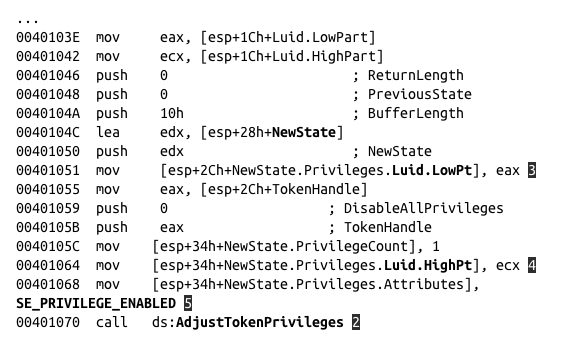 ...
0040103E  mov     eax, [esp+1Ch+Luid.LowPart]
00401042  mov     ecx, [esp+1Ch+Luid.HighPart]
00401046  push    0                       ; ReturnLength
00401048  push    0                       ; PreviousState
0040104A  push    10h                     ; BufferLength
0040104C  lea     edx, [esp+28h+NewState]
00401050  push    edx                     ; NewState
00401051  mov     [esp+2Ch+NewState.Privileges.Luid.LowPt], eax 3
00401055  mov     eax, [esp+2Ch+TokenHandle]
00401059  push    0                    ; DisableAllPrivileges
0040105B  push    eax                  ; TokenHandle
0040105C  mov    [esp+34h+NewState.PrivilegeCount], 1
00401064  mov    [esp+34h+NewState.Privileges.Luid.HighPt], ecx 4
00401068  mov    [esp+34h+NewState.Privileges.Attributes],
SE_PRIVILEGE_ENABLED 5
00401070  call   ds:AdjustTokenPrivileges 2